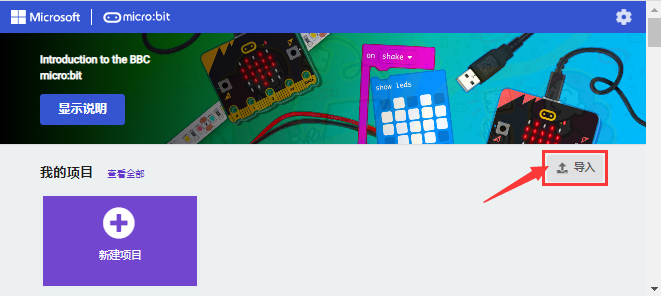 Microsoft micro:bit
Introduction to the BBC
micro:bit
显示说明
on shake
show leds
我的项目 查看全部
导入
新建项目